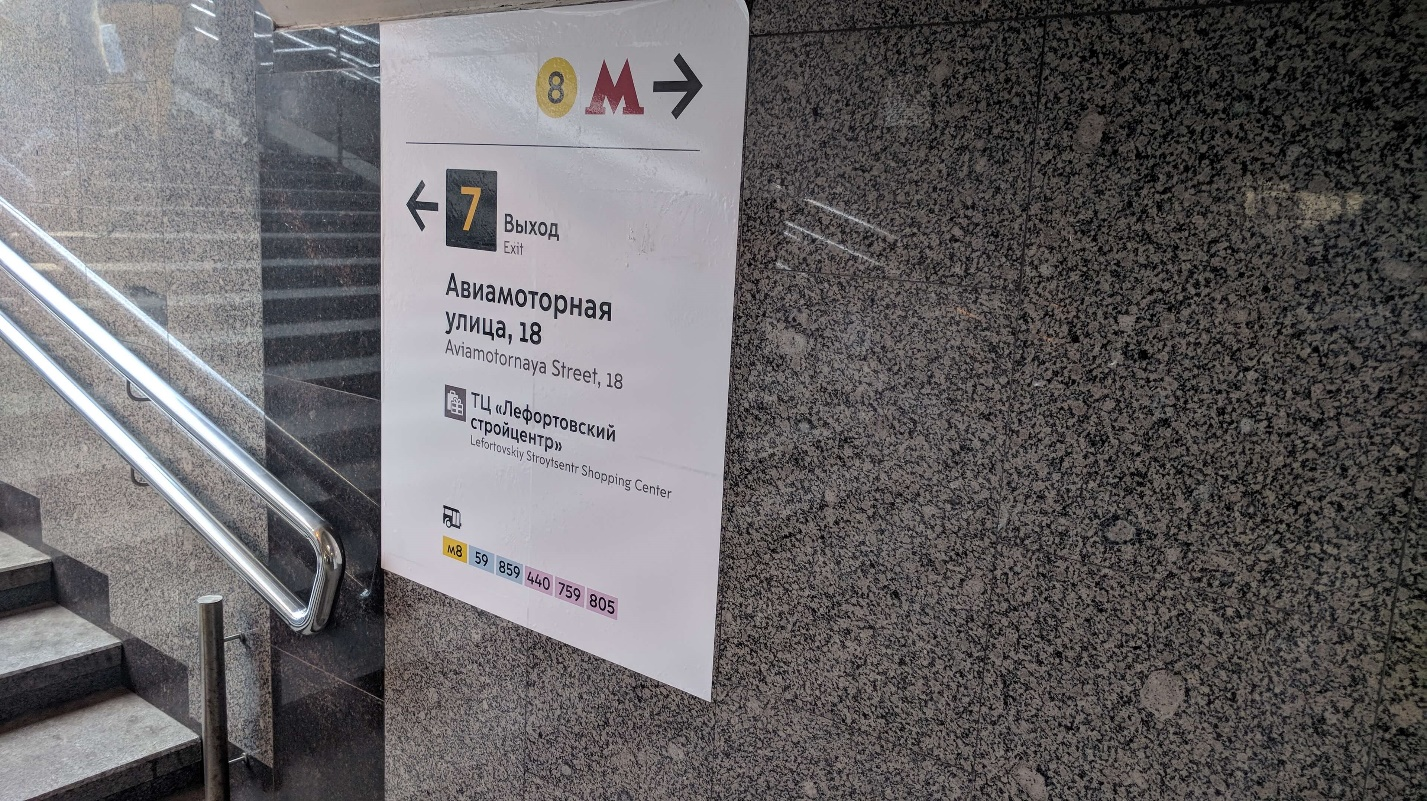 8 М →
← 7 Выход
Exit
Авиамоторная
улица, 18
Aviamotornaya Street, 18
ТЦ «Лефортовский
стройцентр»
Lefortovskiy Stroytsentr Shopping Center
м8 59 859 440 759 805